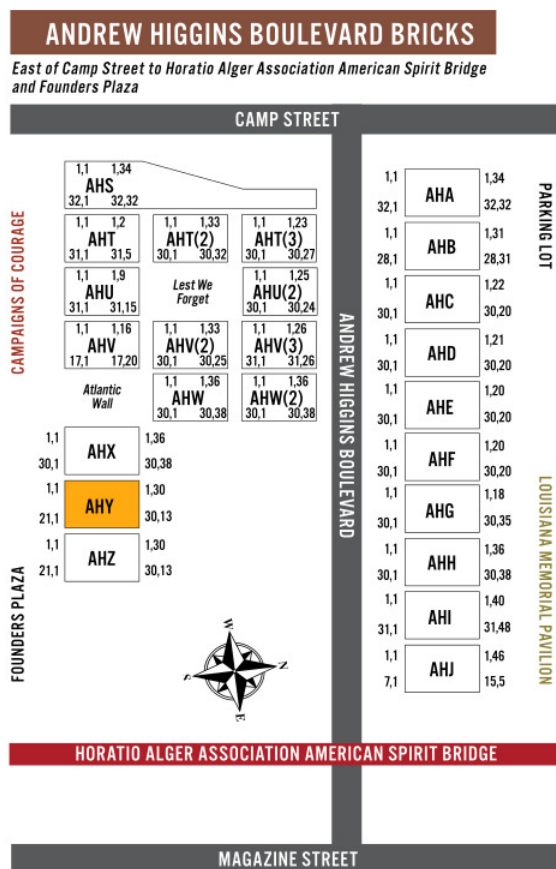 ANDREW HIGGINS BOULEVARD BRICKS
East of Camp Street to Horatio Alger Association American Spirit Bridge
and Founders Plaza
CAMP STREET
1,1 1,34
AHS
32,1 32,32
1,1 1,2
AHT
31,1 31,5
1,1 1,33
AHT(2)
30,1 30,32
1,1 1,23
AHT(3)
30,1 30,27
1,1 1,9
AHU
31,1 31,15
Lest We
Forget
1,1 1,25
AHU(2)
30,1 30,24
1,1 1,16
AHV
17,1 17,20
1,1 1,33
AHV(2)
30,1 30,25
1,1 1,26
AHV(3)
31,1 31,26
Atlantic
Wall
1,1 1,36
AHW
30,1 30,38
1,1 1,36
AHW(2)
30,1 30,38
1,1 1,36
AHX
30,1 30,38
1,1 1,30
AHY
21,1 30,13
1,1 1,30
AHZ
21,1 30,13
CAMPAIGNS OF COURAGE
FOUNDERS PLAZA
W
N
S
E
ANDREW HIGGINS BOULEVARD
1,1 1,34
AHA
32,1 32,32
1,1 1,31
AHB
28,1 28,31
1,1 1,22
AHC
30,1 30,20
1,1 1,21
AHD
30,1 30,20
1,1 1,20
AHE
30,1 30,20
1,1 1,20
AHF
30,1 30,20
1,1 1,18
AHG
30,1 30,35
1,1 1,36
AHH
30,1 30,38
1,1 1,40
AHI
31,1 31,48
1,1 1,46
AHJ
7,1 15,5
PARKING LOT
LOUISIANA MEMORIAL PAVILION
HORATIO ALGER ASSOCIATION AMERICAN SPIRIT BRIDGE
MAGAZINE STREET